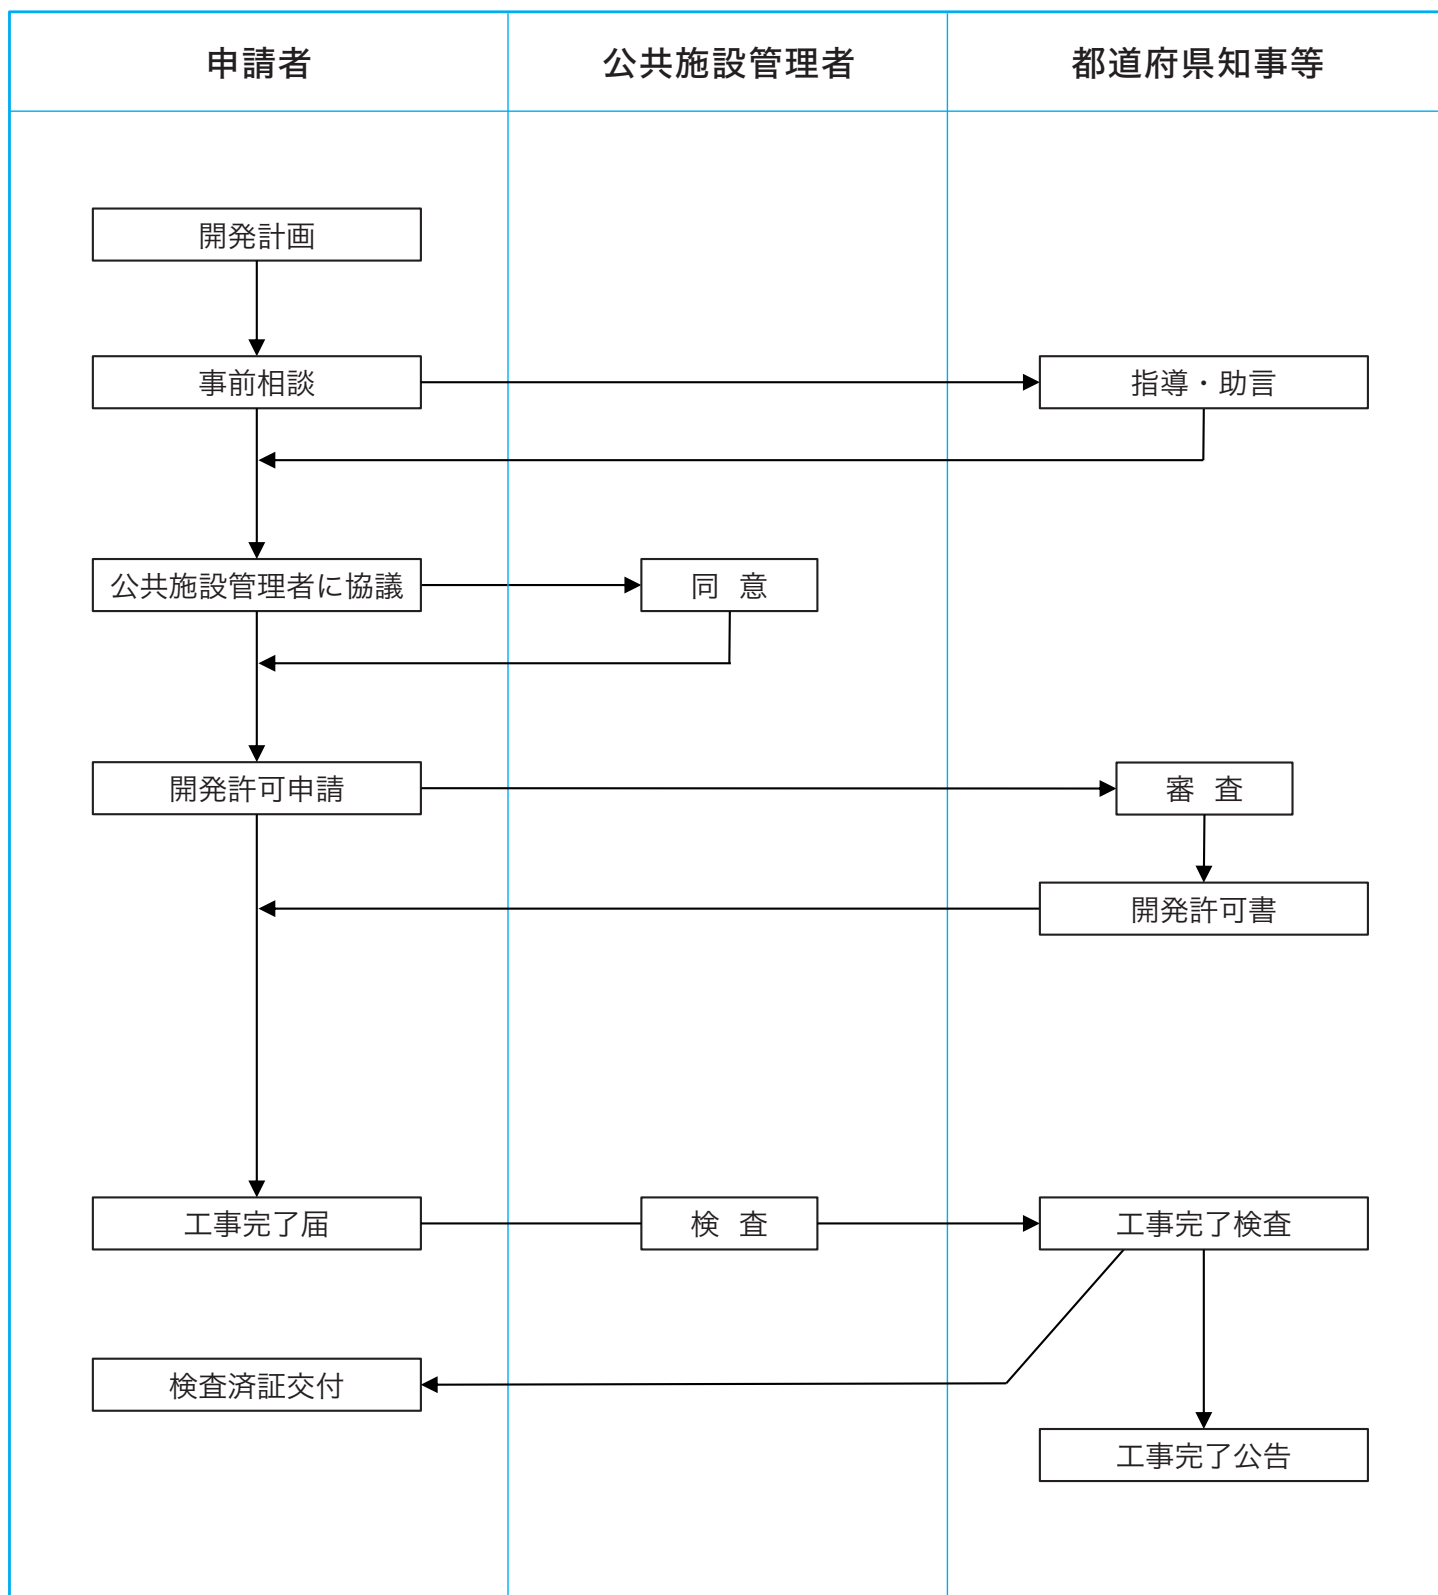 申請者
公共施設管理者
都道府県知事等
開発計画
事前相談
指導・助言
公共施設管理者に協議
同 意
開発許可申請
審 査
開発許可書
工事完了届
検 査
工事完了検査
検査済証交付
工事完了公告